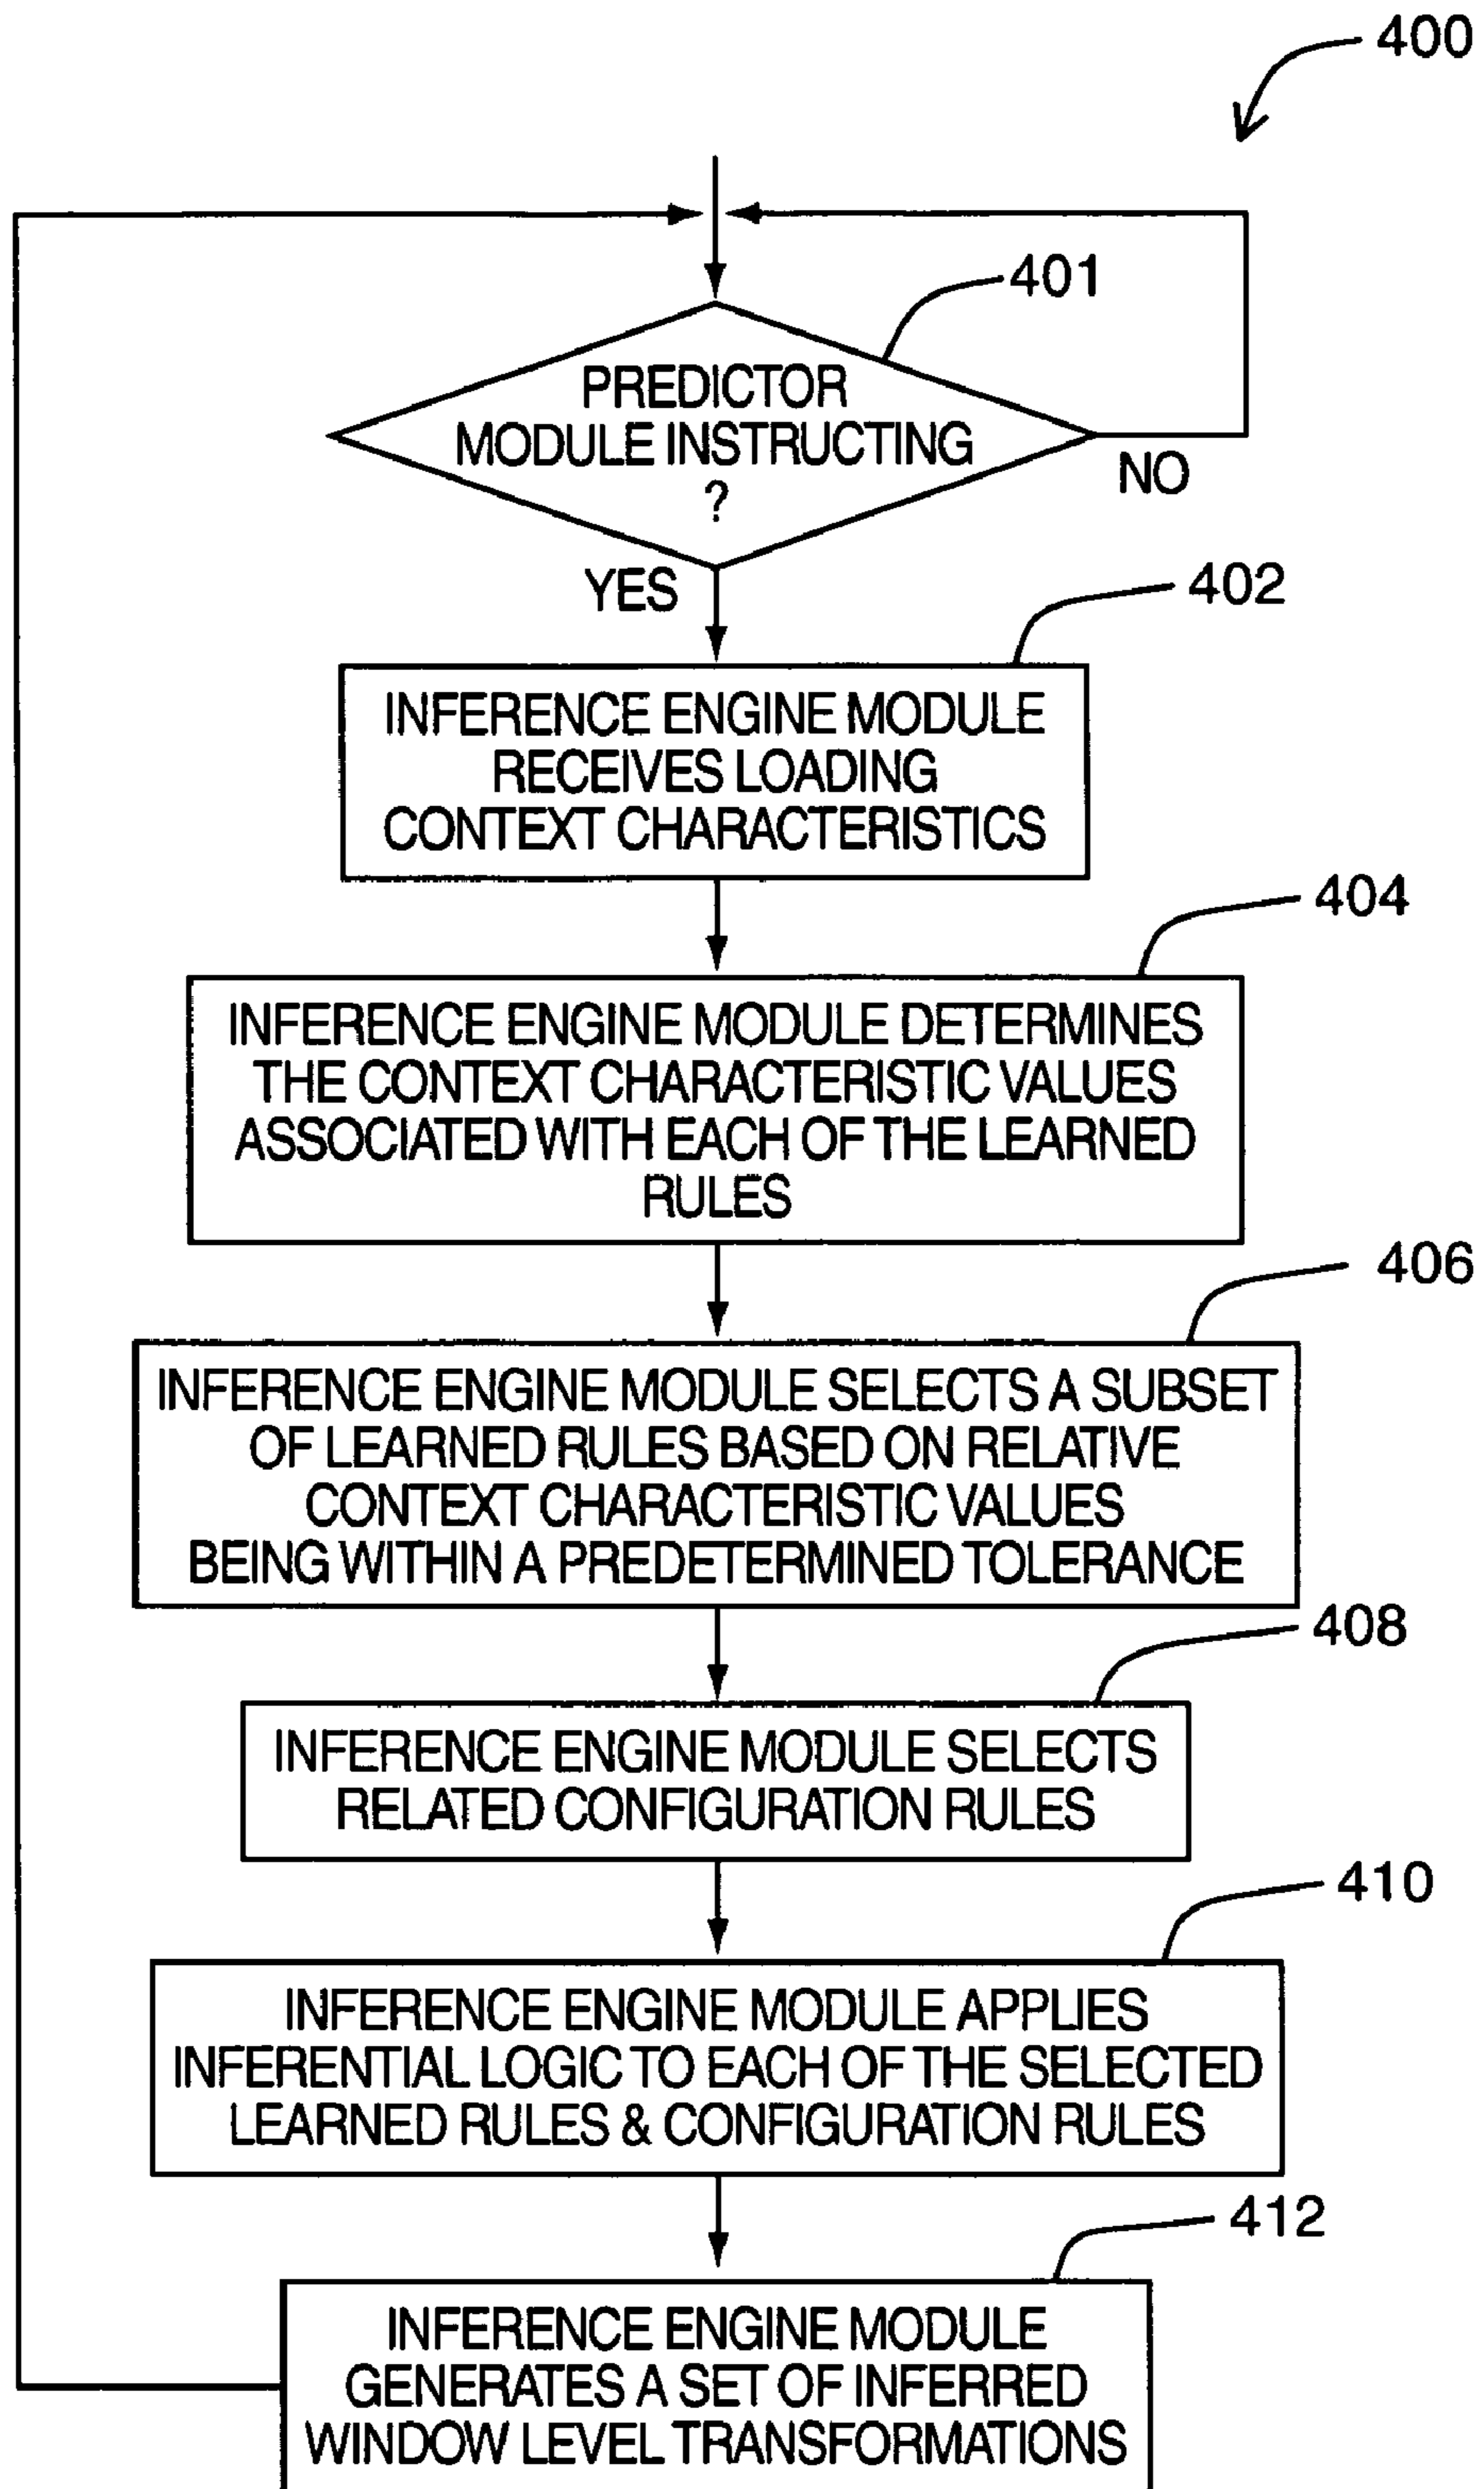 400
401
PREDICTOR
MODULE INSTRUCTING
?
NO
YES
402
INFERENCE ENGINE MODULE
RECEIVES LOADING
CONTEXT CHARACTERISTICS
404
INFERENCE ENGINE MODULE DETERMINES
THE CONTEXT CHARACTERISTIC VALUES
ASSOCIATED WITH EACH OF THE LEARNED
RULES
406
INFERENCE ENGINE MODULE SELECTS A SUBSET
OF LEARNED RULES BASED ON RELATIVE
CONTEXT CHARACTERISTIC VALUES
BEING WITHIN A PREDETERMINED TOLERANCE
408
INFERENCE ENGINE MODULE SELECTS
RELATED CONFIGURATION RULES
410
INFERENCE ENGINE MODULE APPLIES
INFERENTIAL LOGIC TO EACH OF THE SELECTED
LEARNED RULES & CONFIGURATION RULES
412
INFERENCE ENGINE MODULE
GENERATES A SET OF INFERRED
WINDOW LEVEL TRANSFORMATIONS